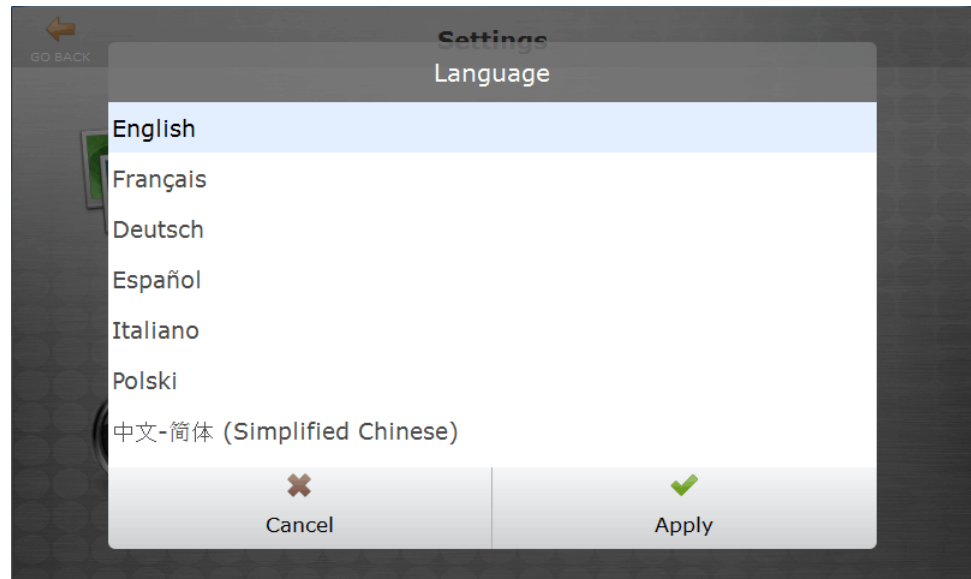 Settings
GO BACK
Language
English
Français
Deutsch
Español
Italiano
Polski
中文-简体 (Simplified Chinese)
Cancel
Apply